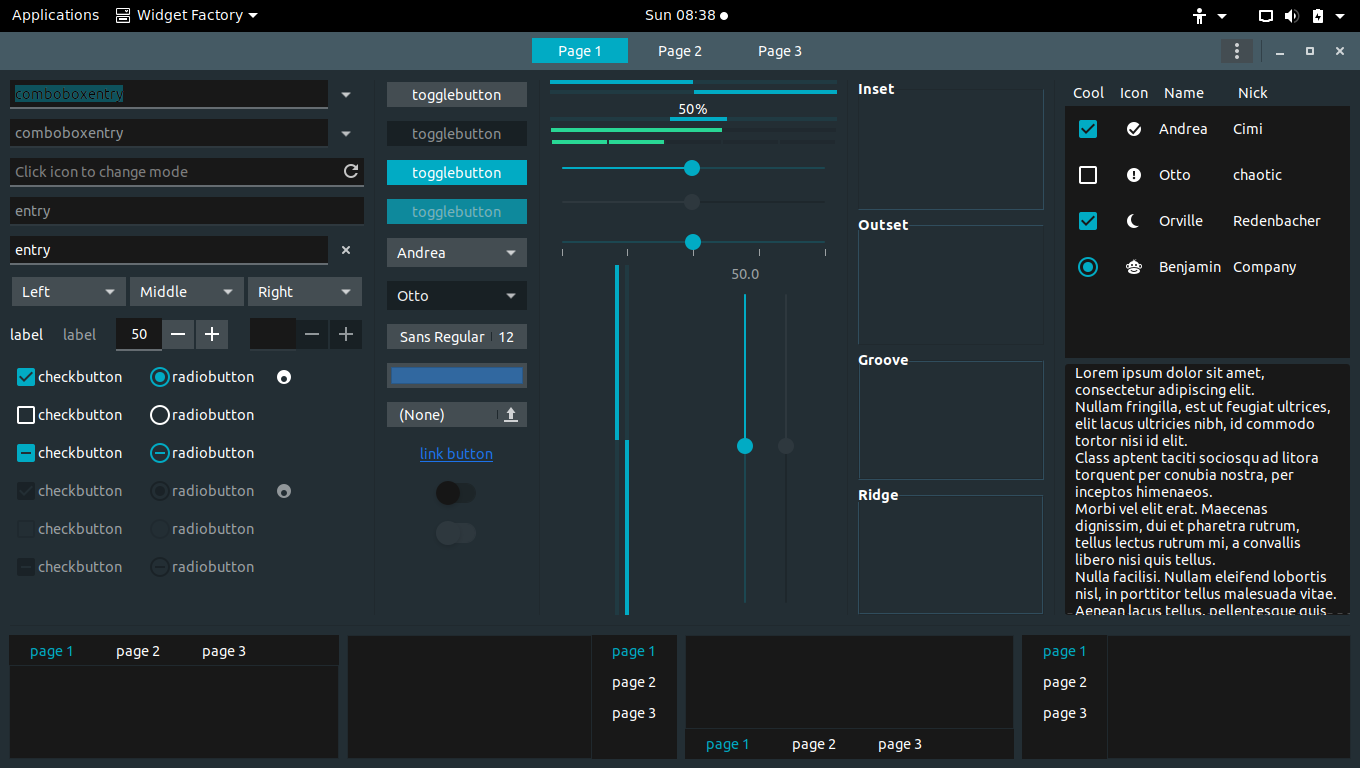 Applications
Widget Factory
Sun 08:38
Page 1
Page 2
Page 3
comboboxentry
comboboxentry
Click icon to change mode
entry
entry
Left
Middle
Right
label
label
50
checkbutton
radiobutton
checkbutton
radiobutton
checkbutton
radiobutton
checkbutton
radiobutton
checkbutton
radiobutton
checkbutton
radiobutton
togglebutton
togglebutton
togglebutton
togglebutton
Andrea
Otto
Sans Regular
12
(None)
link button
50%
50.0
Inset
Outset
Groove
Ridge
Cool
Icon
Name
Nick
Andrea
Cimi
Otto
chaotic
Orville
Redenbacher
Benjamin
Company
Lorem ipsum dolor sit amet,
consectetur adipiscing elit.
Nullam fringilla, est ut feugiat ultrices,
elit lacus ultricies nibh, id commodo
tortor nisi id elit.
Class aptent taciti sociosqu ad litora
torquent per conubia nostra, per
inceptos himenaeos.
Morbi vel elit erat. Maecenas
dignissim, dui et pharetra rutrum,
tellus lectus rutrum mi, a convallis
libero nisi quis tellus.
Nulla facilisi. Nullam eleifend lobortis
nisl, in porttitor tellus malesuada vitae.
Aenean lacus tellus, pellentesque quis
page 1
page 2
page 3
page 1
page 2
page 3
page 1
page 2
page 3
page 1
page 2
page 3